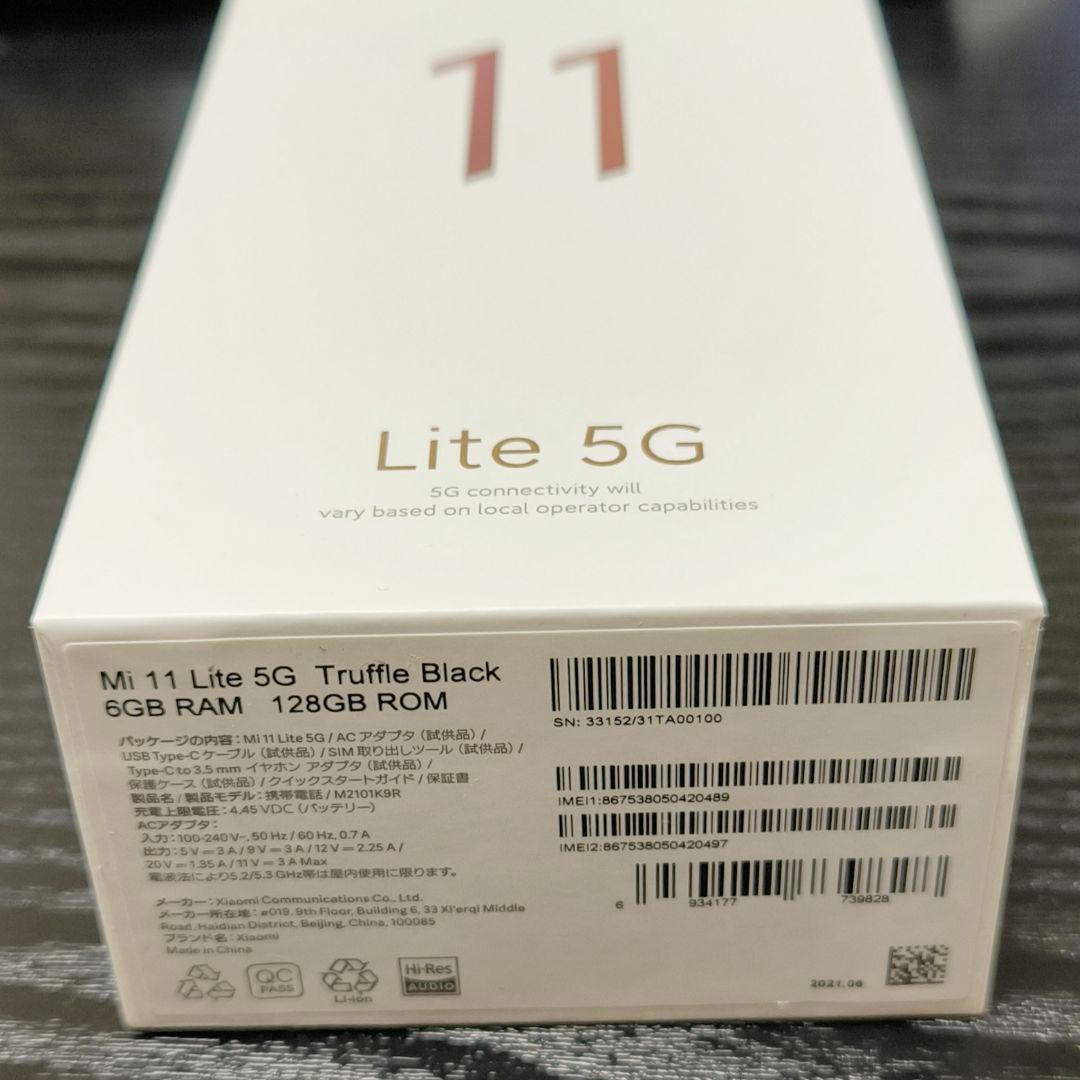 11
Lite 5G
5G connectivity will
vary based on local operator capabilities
Mi 11 Lite 5G Truffle Black
6GB RAM 128GB ROM
パッケージの内容：Mi 11 Lite 5G / AC アダプタ（試供品）/
USB Type-C ケーブル（試供品）/ SIM 取り出しツール（試供品）/
Type-C to 3.5 mm イヤホン アダプタ（試供品）/
保護ケース（試供品）/ クイックスタートガイド / 保証書
製品名 / 製品モデル：携帯電話 / M2101K9R
充電上限電圧：4.45 VDC（バッテリー）
ACアダプタ：
入力：100-240 V~, 50 Hz / 60 Hz, 0.7 A
出力：5 V⎓3 A / 9 V⎓3 A / 12 V⎓2.25 A /
20 V⎓1.35 A / 11 V⎓3 A Max
電波法により5.2/5.3 GHz帯は屋内使用に限ります。
メーカー：Xiaomi Communications Co., Ltd.
メーカー所在地：#019, 9th Floor, Building 6, 33 Xi'erqi Middle
Road, Haidian District, Beijing, China, 100085
ブランド名：Xiaomi
Made in China
QC
PASS
Li-ion
Hi-Res
AUDIO
SN: 33152/31TA00100
IMEI1:867538050420489
IMEI2:867538050420497
6 934177 739828
2021.06